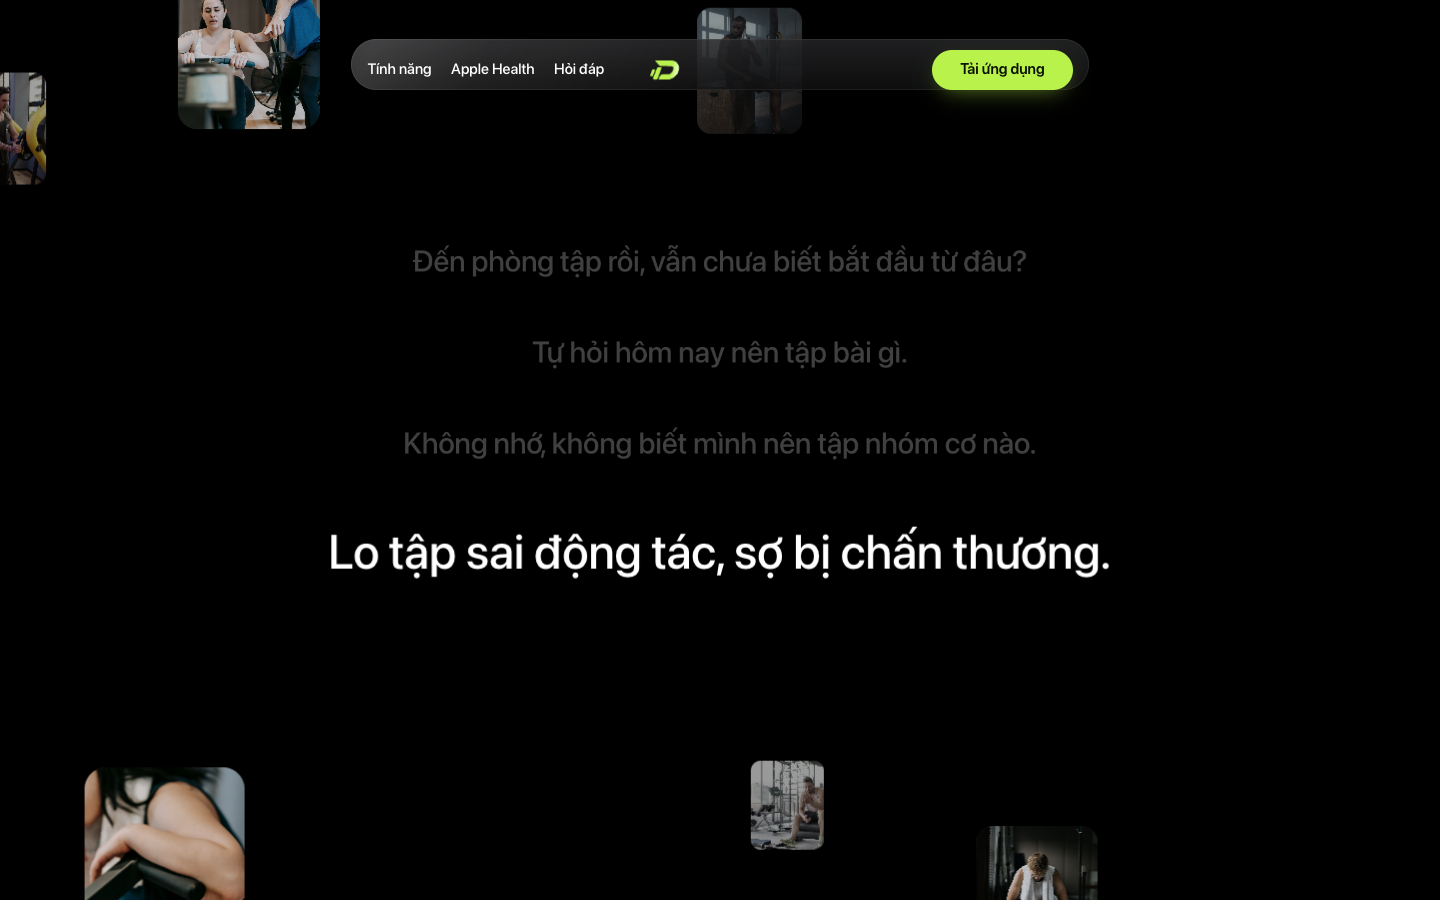 Tính năng
Apple Health
Hỏi đáp
Tải ứng dụng
Đến phòng tập rồi, vẫn chưa biết bắt đầu từ đâu?
Tự hỏi hôm nay nên tập bài gì.
Không nhớ, không biết mình nên tập nhóm cơ nào.
Lo tập sai động tác, sợ bị chấn thương.